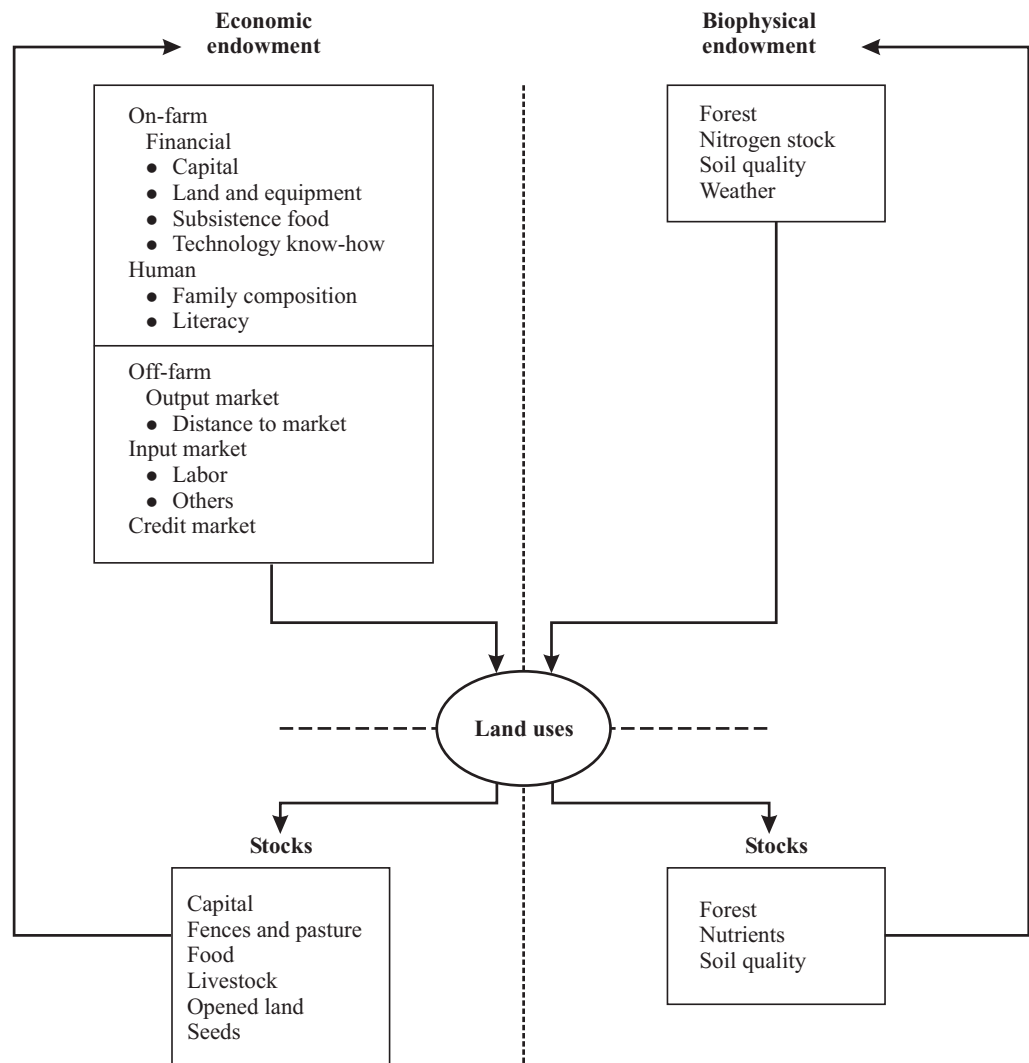 Economic
endowment
On-farm
Financial
● Capital
● Land and equipment
● Subsistence food
● Technology know-how
Human
● Family composition
● Literacy
Off-farm
Output market
● Distance to market
Input market
● Labor
● Others
Credit market
Biophysical
endowment
Forest
Nitrogen stock
Soil quality
Weather
Land uses
Stocks
Capital
Fences and pasture
Food
Livestock
Opened land
Seeds
Stocks
Forest
Nutrients
Soil quality